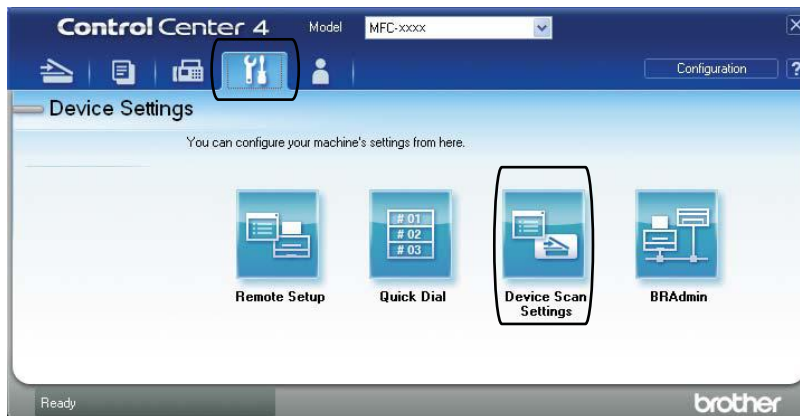 Control Center 4 Model MFC-xxxx
Configuration ?
Device Settings
You can configure your machine's settings from here.
# 01
# 02
# 03
Remote Setup Quick Dial Device Scan Settings BRAdmin
Ready brother